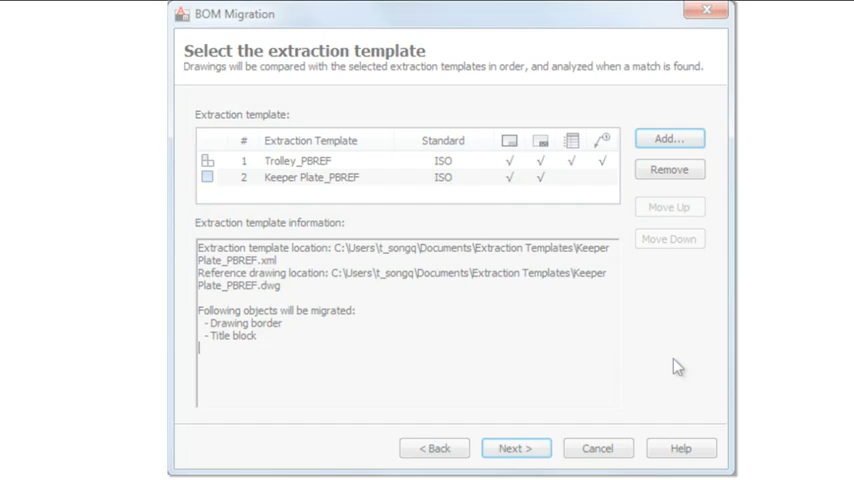 BOM Migration
Select the extraction template
Drawings will be compared with the selected extraction templates in order, and analyzed when a match is found.
Extraction template:
# Extraction Template Standard
1 Trolley_PBREF ISO √ √ √ √
2 Keeper Plate_PBREF ISO √ √
Add...
Remove
Move Up
Move Down
Extraction template information:
Extraction template location: C:\Users\t_songq\Documents\Extraction Templates\Keeper
Plate_PBREF.xml
Reference drawing location: C:\Users\t_songq\Documents\Extraction Templates\Keeper
Plate_PBREF.dwg
Following objects will be migrated:
- Drawing border
- Title block
< Back Next > Cancel Help